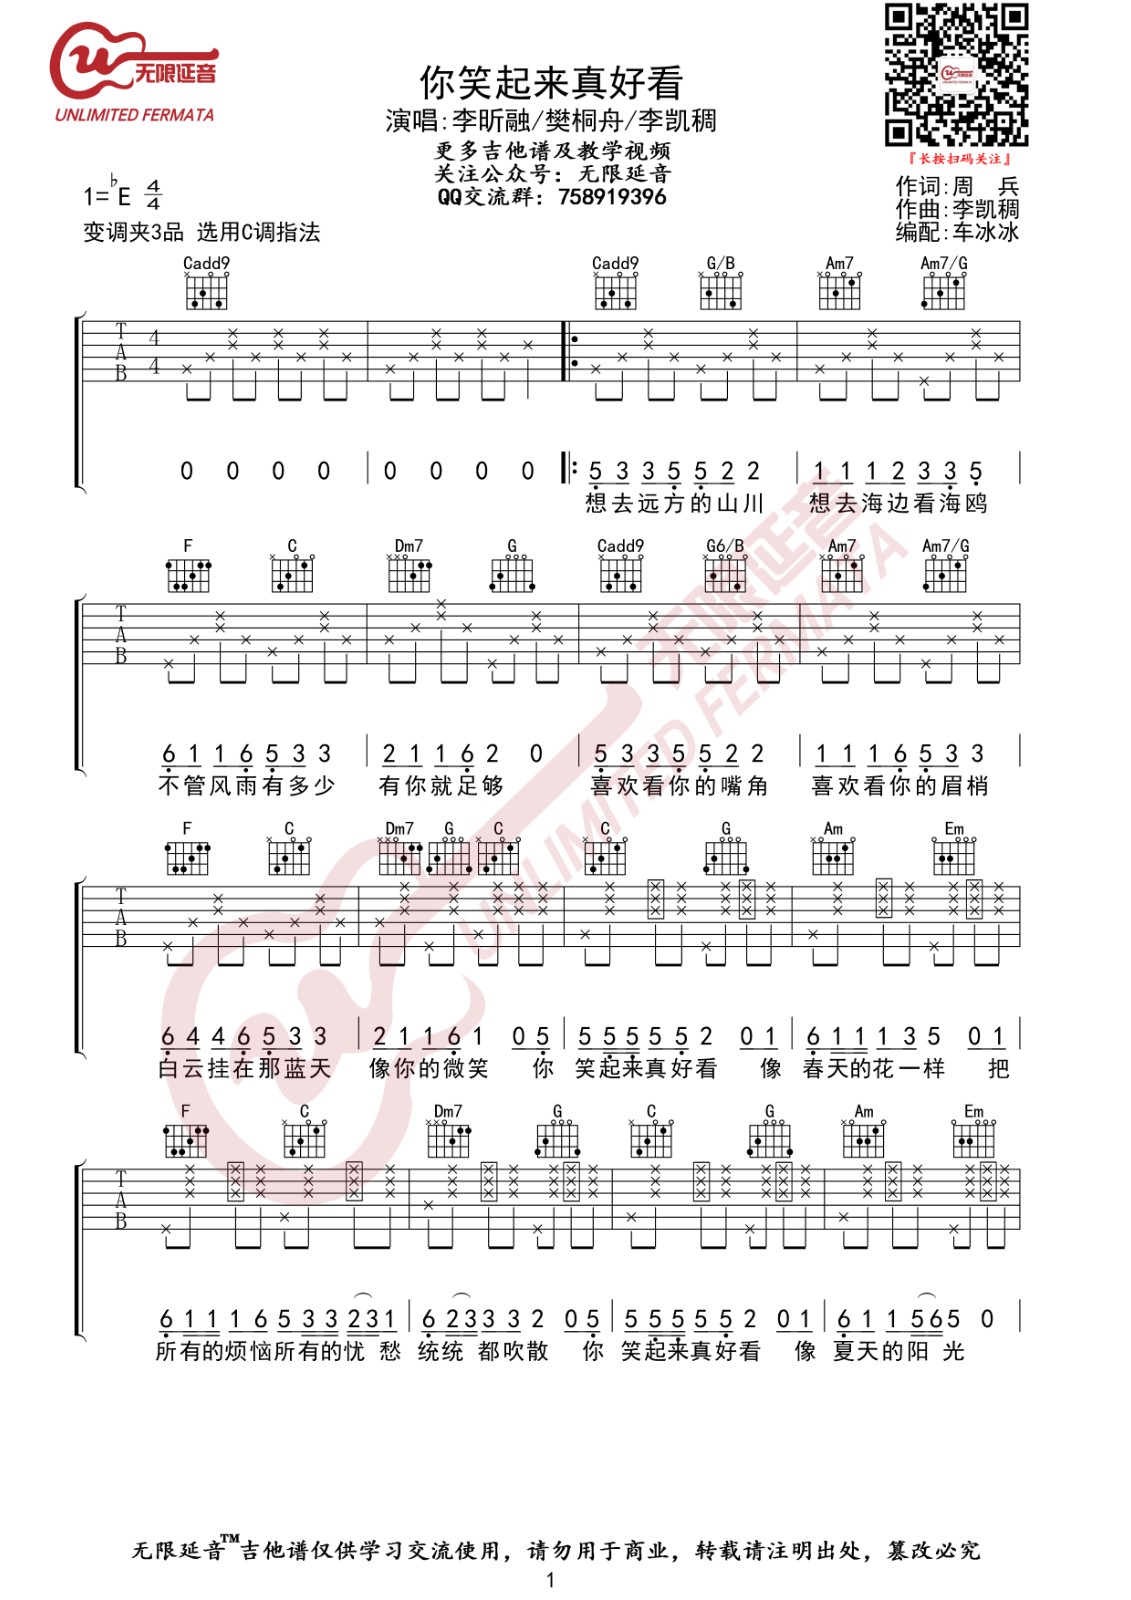 无限延音
UNLIMITED FERMATA
你笑起来真好看
演唱:李昕融/樊桐舟/李凯稠
更多吉他谱及教学视频
关注公众号：无限延音
QQ交流群：758919396
『长按扫码关注』
1=♭E 4/4
变调夹3品 选用C调指法
作词:周 兵
作曲:李凯稠
编配:车冰冰
Cadd9 Cadd9 G/B Am7 Am7/G
T A B 4/4
0 0 0 0 0 0 0 0 5 3 3 5 5 2 2 1 1 1 2 3 3 5
想去远方的山川 想去海边看海鸥
F C Dm7 G Cadd9 G6/B Am7 Am7/G
T A B
6 1 1 6 5 3 3 2 1 1 6 2 0 5 3 3 5 5 2 2 1 1 1 6 5 3 3
不管风雨有多少 有你就足够 喜欢看你的嘴角 喜欢看你的眉梢
F C Dm7 G C C G Am Em
T A B
6 4 4 6 5 3 3 2 1 1 6 1 0 5 5 5 5 5 5 2 0 1 6 1 1 1 3 5 0 1
白云挂在那蓝天 像你的微笑 你 笑起来真好看 像 春天的花一样 把
F C Dm7 G C G Am Em
T A B
6 1 1 1 6 5 3 3 2 3 1 6 2 3 3 2 0 5 5 5 5 5 5 2 0 1 6 1 1 5 6 5 0
所有的烦恼所有的忧 愁 统统 都吹散 你 笑起来真好看 像 夏天的阳 光
无限延音™吉他谱仅供学习交流使用，请勿用于商业，转载请注明出处，篡改必究
1
无限延音
UNLIMITED FERMATA